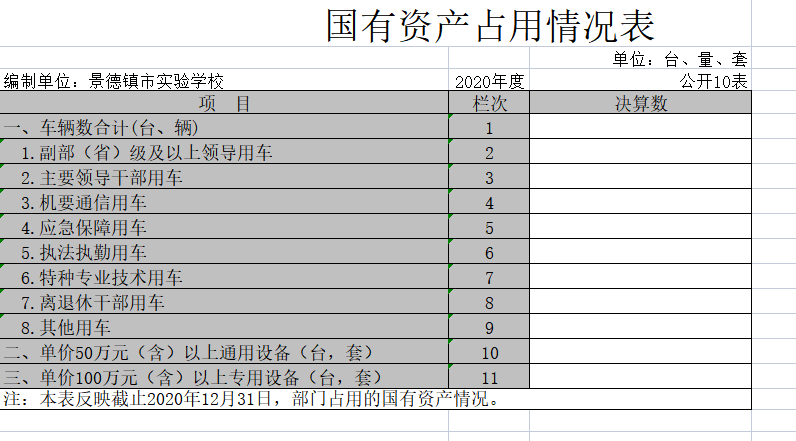 国有资产占用情况表
单位：台、量、套
编制单位：景德镇市实验学校 2020年度 公开10表
项 目 栏次 决算数
一、车辆数合计(台、辆) 1
1.副部（省）级及以上领导用车 2
2.主要领导干部用车 3
3.机要通信用车 4
4.应急保障用车 5
5.执法执勤用车 6
6.特种专业技术用车 7
7.离退休干部用车 8
8.其他用车 9
二、单价50万元（含）以上通用设备（台，套） 10
三、单价100万元（含）以上专用设备（台，套） 11
注：本表反映截止2020年12月31日，部门占用的国有资产情况。